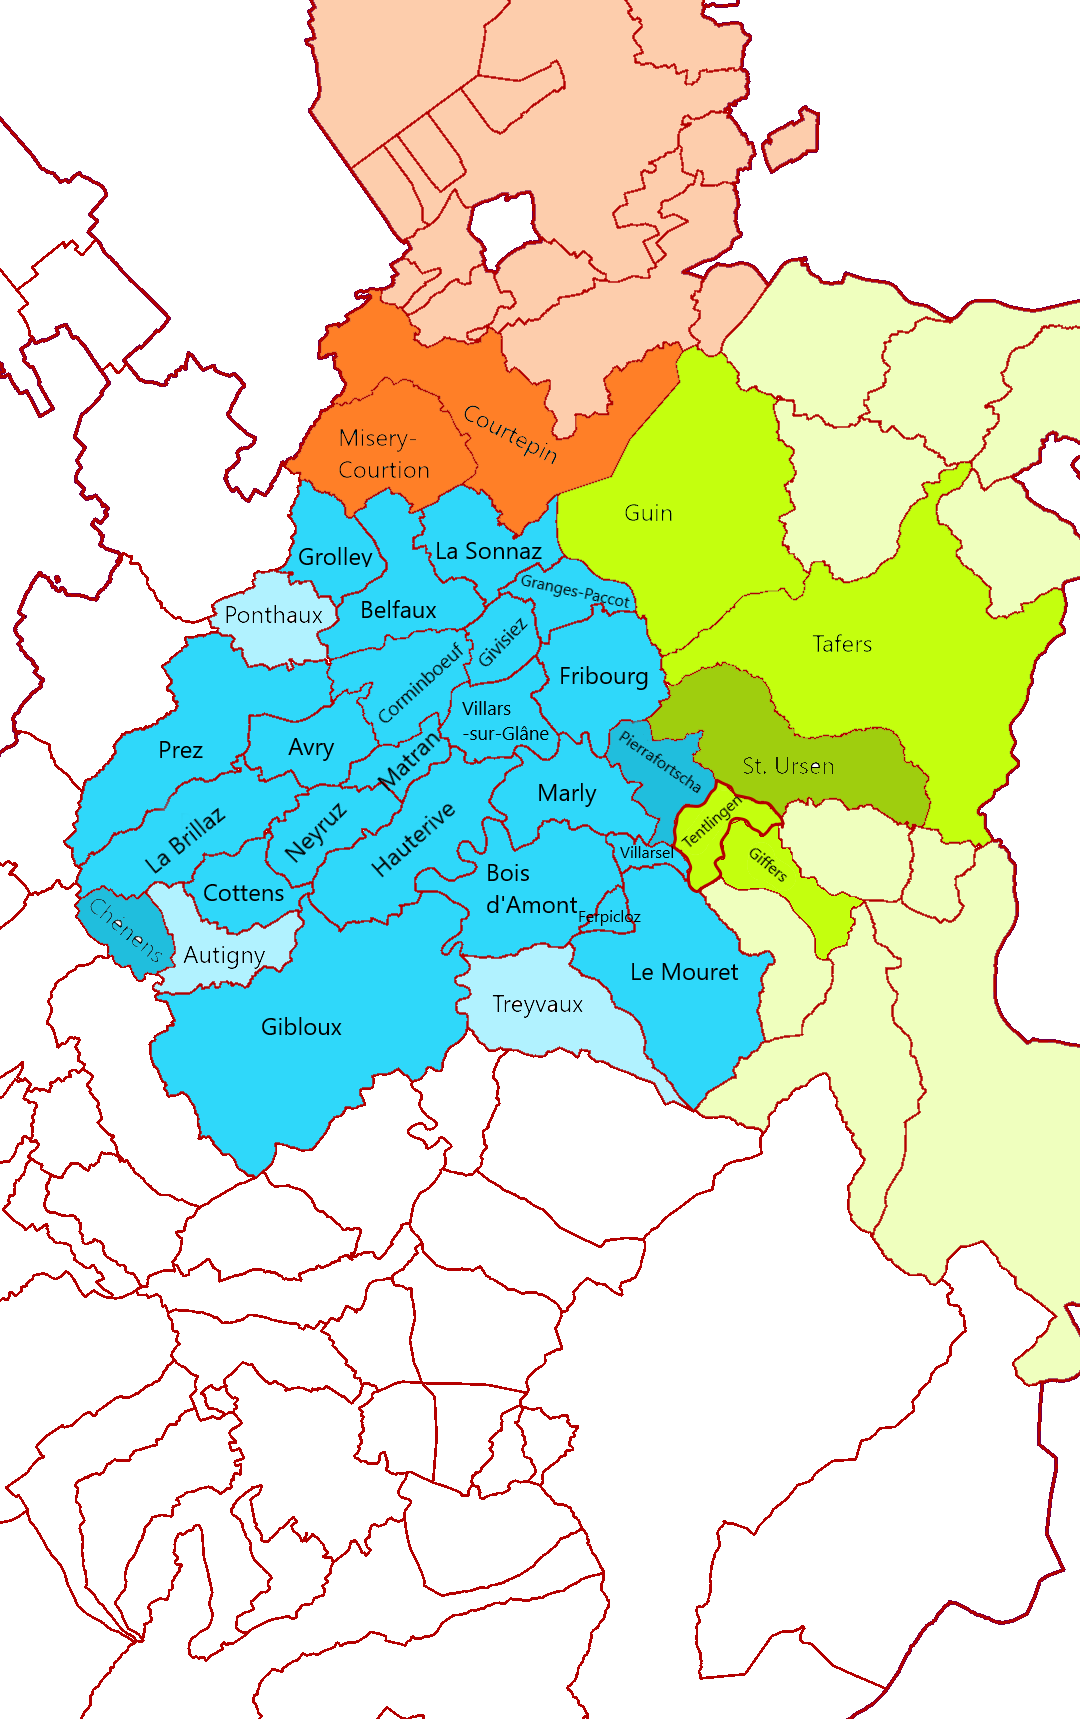 Misery-
Courtion
Courtepin
Guin
Grolley
La Sonnaz
Granges-Paccot
Ponthaux
Belfaux
Givisiez
Tafers
Corminboeuf
Fribourg
Villars
-sur-Glâne
Prez
Avry
Matran
Pierrafortscha
St. Ursen
Marly
La Brillaz
Neyruz
Hauterive
Tentlingen
Villarsel
Giffers
Cottens
Bois
d'Amont
Ferpicloz
Chénens
Autigny
Le Mouret
Treyvaux
Gibloux